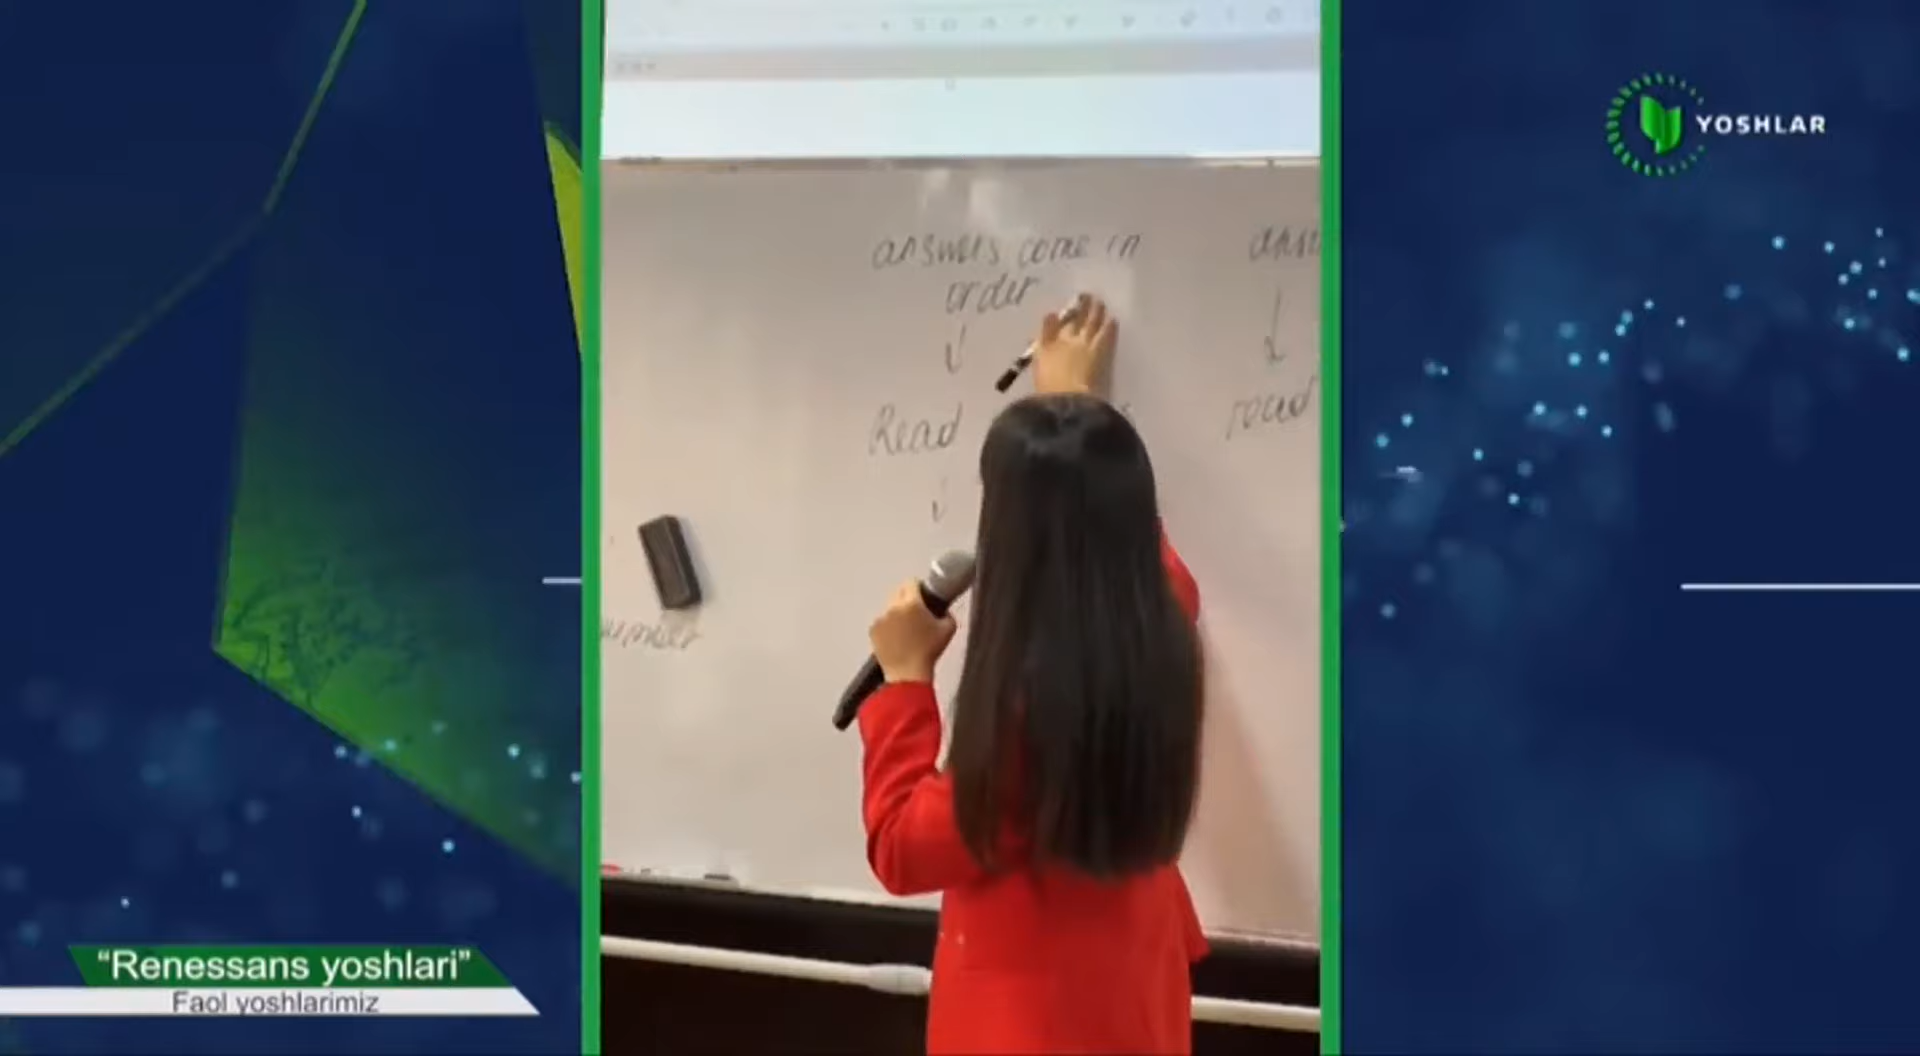 YOSHLAR
answers come in
order
Read
read
“Renessans yoshlari”
Faol yoshlarimiz